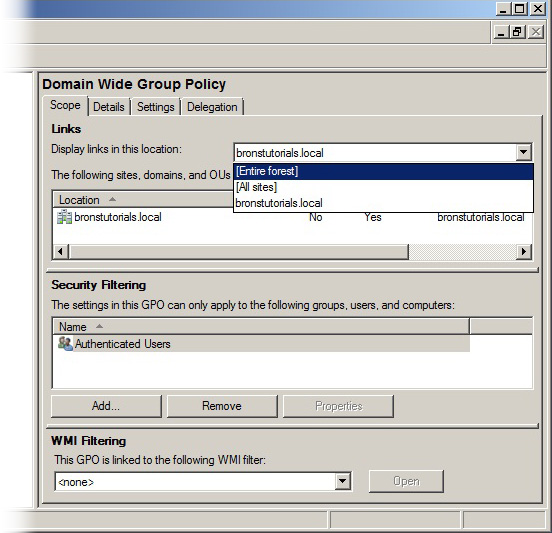 Domain Wide Group Policy
Scope Details Settings Delegation
Links
Display links in this location: bronstutorials.local
[Entire forest]
The following sites, domains, and OUs
[All sites]
bronstutorials.local
Location
bronstutorials.local No Yes bronstutorials.local
Security Filtering
The settings in this GPO can only apply to the following groups, users, and computers:
Name
Authenticated Users
Add... Remove Properties
WMI Filtering
This GPO is linked to the following WMI filter:
<none> Open